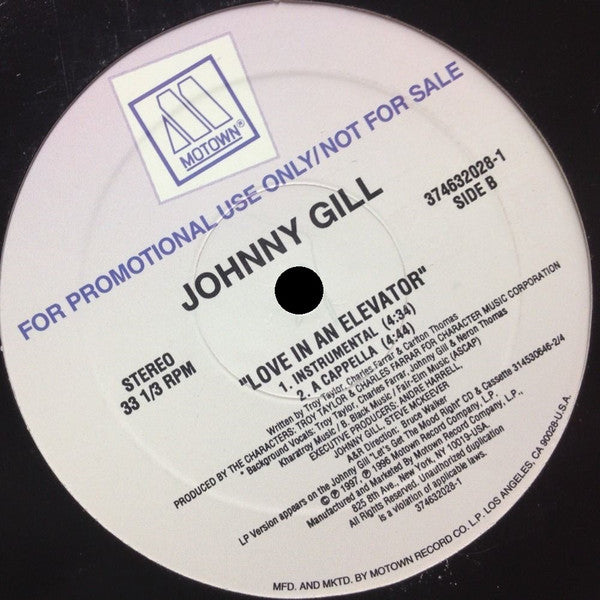 MOTOWN®
FOR PROMOTIONAL USE ONLY/NOT FOR SALE
JOHNNY GILL
374632028-1
SIDE B
STEREO
33 1/3 RPM
"LOVE IN AN ELEVATOR"
1. INSTRUMENTAL (4:34)
2. A CAPPELLA (4:44)
Written by Troy Taylor, Charles Farrar & Carlton Thomas
PRODUCED BY THE CHARACTERS: TROY TAYLOR & CHARLES FARRAR FOR CHARACTER MUSIC CORPORATION
* Background Vocals: Troy Taylor, Charles Farrar, Johnny Gill & Neron Thomas
Kharatroy Music / B. Black Music / Fair-Elm Music (ASCAP)
EXECUTIVE PRODUCERS: ANDRE HARRELL,
JOHNNY GILL, STEVE MCKEEVER
A&R Direction: Bruce Walker
LP Version appears on the Johnny Gill "Let's Get The Mood Right" CD & Cassette 314530646-2/4
© ℗ 1997, ℗ 1996 Motown Record Company, L.P.
Manufactured and Marketed By Motown Record Company, L.P.,
825 8th Ave., New York, NY. 10019-USA.
All Rights Reserved. Unauthorized duplication
is a violation of applicable laws.
374632028-1
MFD. AND MKTD. BY MOTOWN RECORD CO. L.P. LOS ANGELES, CA 90028-U.S.A.